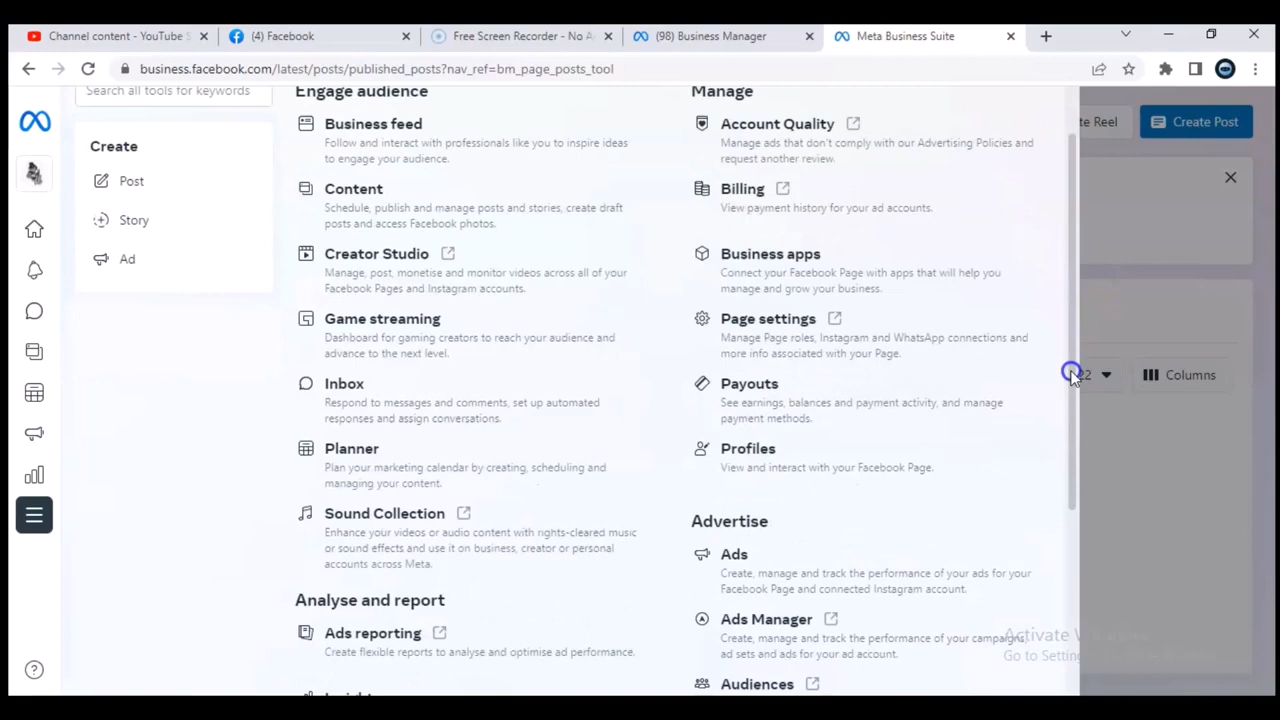 Channel content - YouTube S
(4) Facebook
Free Screen Recorder - No A
(98) Business Manager
Meta Business Suite
business.facebook.com/latest/posts/published_posts?nav_ref=bm_page_posts_tool
Search all tools for keywords
Create
Post
Story
Ad
Engage audience
Business feed
Follow and interact with professionals like you to inspire ideas
to engage your audience.
Content
Schedule, publish and manage posts and stories, create draft
posts and access Facebook photos.
Creator Studio
Manage, post, monetise and monitor videos across all of your
Facebook Pages and Instagram accounts.
Game streaming
Dashboard for gaming creators to reach your audience and
advance to the next level.
Inbox
Respond to messages and comments, set up automated
responses and assign conversations.
Planner
Plan your marketing calendar by creating, scheduling and
managing your content.
Sound Collection
Enhance your videos or audio content with rights-cleared music
or sound effects and use it on business, creator or personal
accounts across Meta.
Analyse and report
Ads reporting
Create flexible reports to analyse and optimise ad performance.
Manage
Account Quality
Manage ads that don't comply with our Advertising Policies and
request another review.
Billing
View payment history for your ad accounts.
Business apps
Connect your Facebook Page with apps that will help you
manage and grow your business.
Page settings
Manage Page roles, Instagram and WhatsApp connections and
more info associated with your Page.
Payouts
See earnings, balances and payment activity, and manage
payment methods.
Profiles
View and interact with your Facebook Page.
Advertise
Ads
Create, manage and track the performance of your ads for your
Facebook Page and connected Instagram account.
Ads Manager
Create, manage and track the performance of your campaigns,
ad sets and ads for your ad account.
Audiences
te Reel
Create Post
22
Columns
Activate
Go to Setting